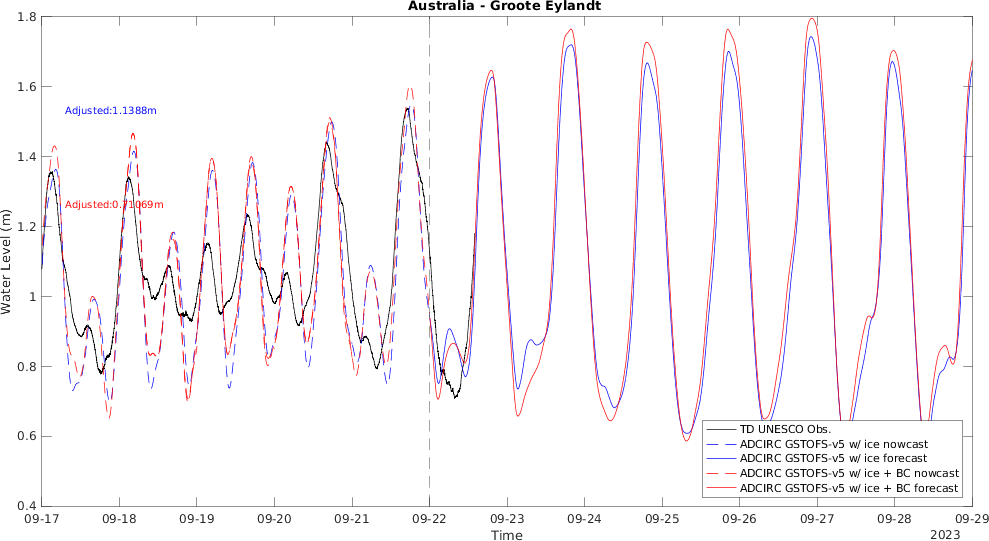 Australia - Groote Eylandt
1.8
1.6
1.4
1.2
1
0.8
0.6
0.4
Water Level (m)
Adjusted:1.1388m
Adjusted:0.71069m
TD UNESCO Obs.
ADCIRC GSTOFS-v5 w/ ice nowcast
ADCIRC GSTOFS-v5 w/ ice forecast
ADCIRC GSTOFS-v5 w/ ice + BC nowcast
ADCIRC GSTOFS-v5 w/ ice + BC forecast
09-17 09-18 09-19 09-20 09-21 09-22 09-23 09-24 09-25 09-26 09-27 09-28 09-29
Time
2023